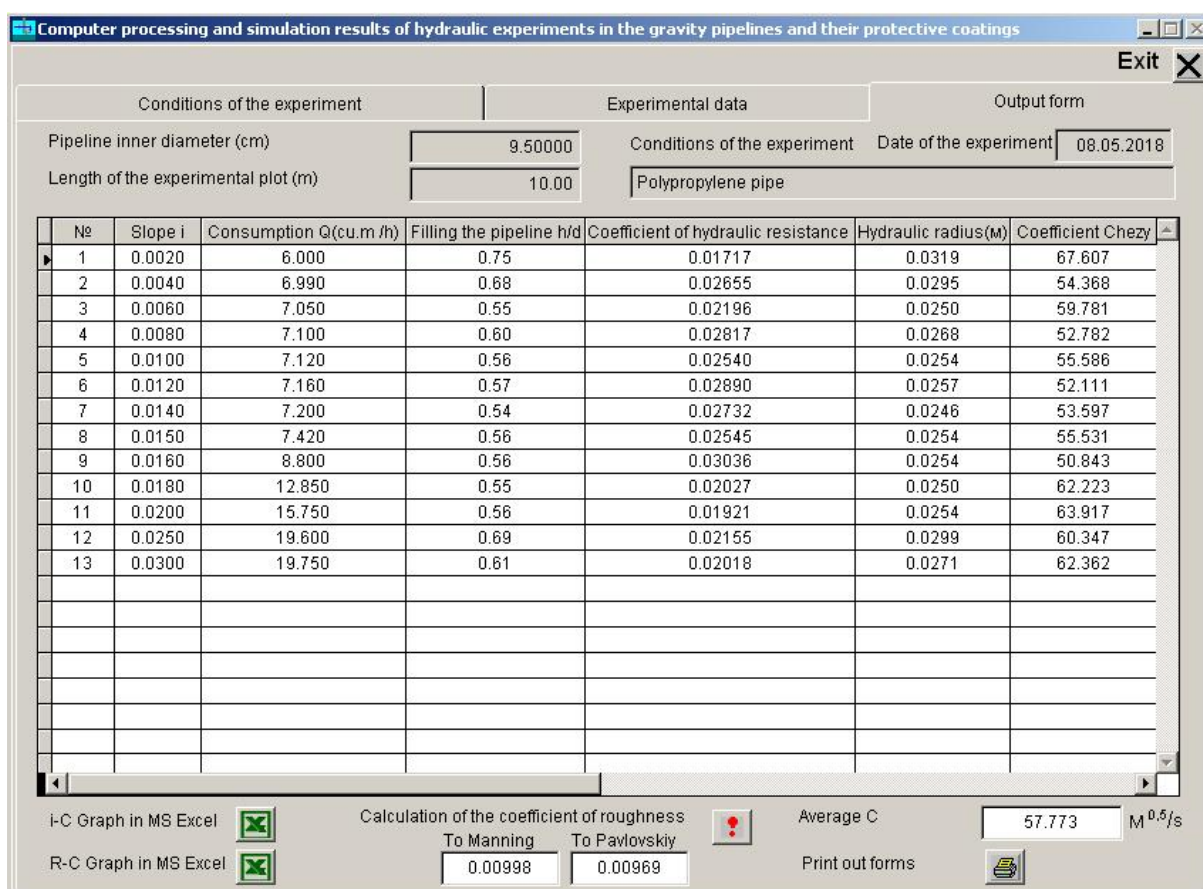 Computer processing and simulation results of hydraulic experiments in the gravity pipelines and their protective coatings
Exit
Conditions of the experiment Experimental data Output form
Pipeline inner diameter (cm) 9.50000 Conditions of the experiment Date of the experiment 08.05.2018
Length of the experimental plot (m) 10.00 Polypropylene pipe
№ Slope i Consumption Q(cu.m /h) Filling the pipeline h/d Coefficient of hydraulic resistance Hydraulic radius(м) Coefficient Chezy
1 0.0020 6.000 0.75 0.01717 0.0319 67.607
2 0.0040 6.990 0.68 0.02655 0.0295 54.368
3 0.0060 7.050 0.55 0.02196 0.0250 59.781
4 0.0080 7.100 0.60 0.02817 0.0268 52.782
5 0.0100 7.120 0.56 0.02540 0.0254 55.586
6 0.0120 7.160 0.57 0.02890 0.0257 52.111
7 0.0140 7.200 0.54 0.02732 0.0246 53.597
8 0.0150 7.420 0.56 0.02545 0.0254 55.531
9 0.0160 8.800 0.56 0.03036 0.0254 50.843
10 0.0180 12.850 0.55 0.02027 0.0250 62.223
11 0.0200 15.750 0.56 0.01921 0.0254 63.917
12 0.0250 19.600 0.69 0.02155 0.0299 60.347
13 0.0300 19.750 0.61 0.02018 0.0271 62.362
i-C Graph in MS Excel Calculation of the coefficient of roughness Average C 57.773 M 0,5/s
To Manning To Pavlovskiy
R-C Graph in MS Excel 0.00998 0.00969 Print out forms